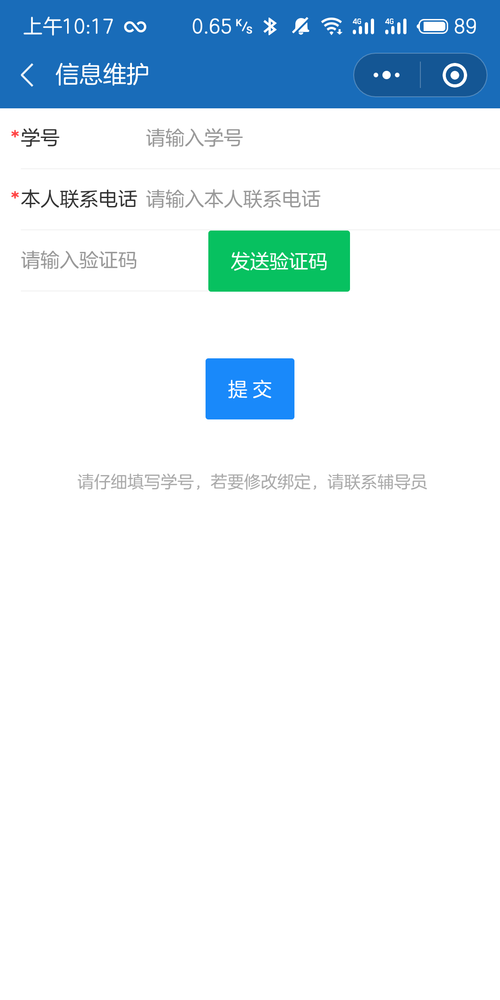 上午10:17 0.65 K/s 4G 4G 89
信息维护
*学号 请输入学号
*本人联系电话 请输入本人联系电话
请输入验证码 发送验证码
提 交
请仔细填写学号，若要修改绑定，请联系辅导员